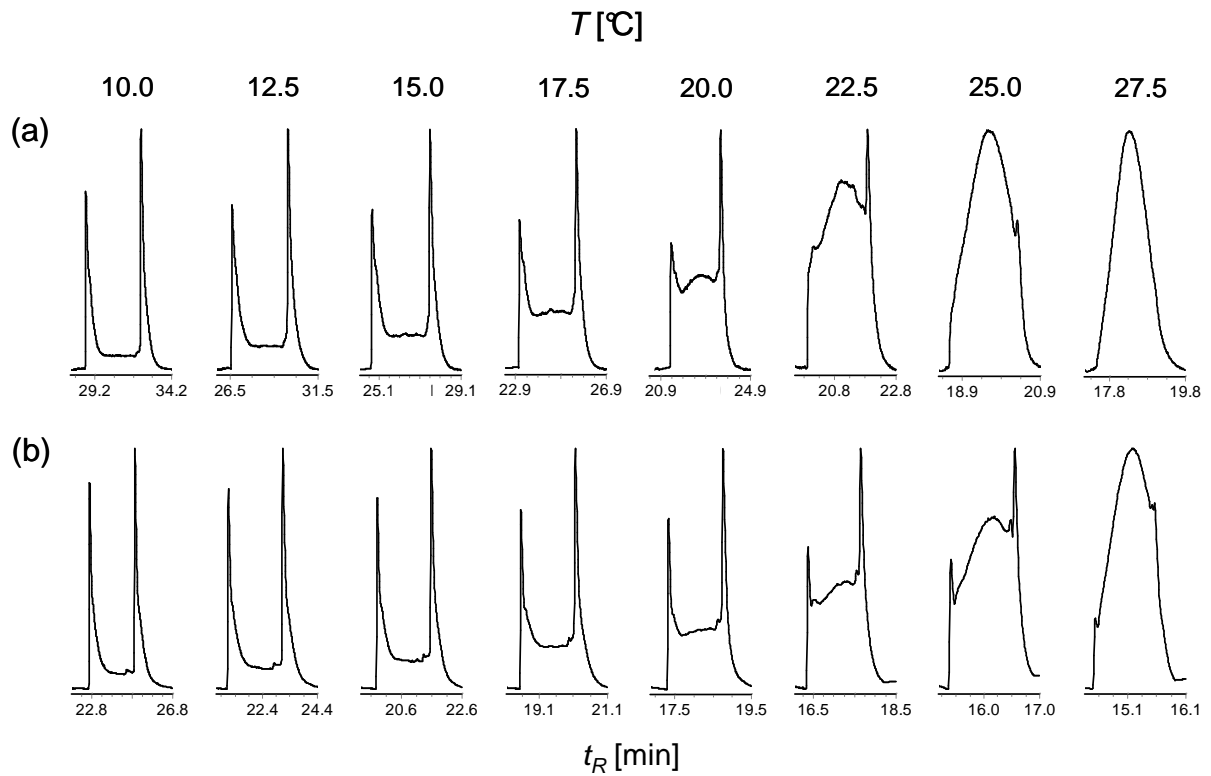 T [°C]
10.0 12.5 15.0 17.5 20.0 22.5 25.0 27.5
(a)
29.2 34.2 26.5 31.5 25.1 29.1 22.9 26.9 20.9 24.9 20.8 22.8 18.9 20.9 17.8 19.8
(b)
22.8 26.8 22.4 24.4 20.6 22.6 19.1 21.1 17.5 19.5 16.5 18.5 16.0 17.0 15.1 16.1
t_R [min]